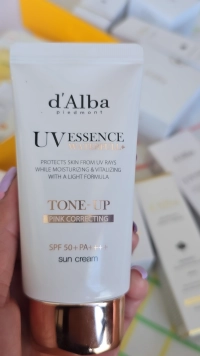 d'Alba
piedmont
UV ESSENCE
PROTECTS SKIN FROM UV RAYS
WHILE MOISTURIZING & VITALIZING
WITH A LIGHT FORMULA
TONE-UP
PINK CORRECTING
SPF 50+ PA++++
sun cream